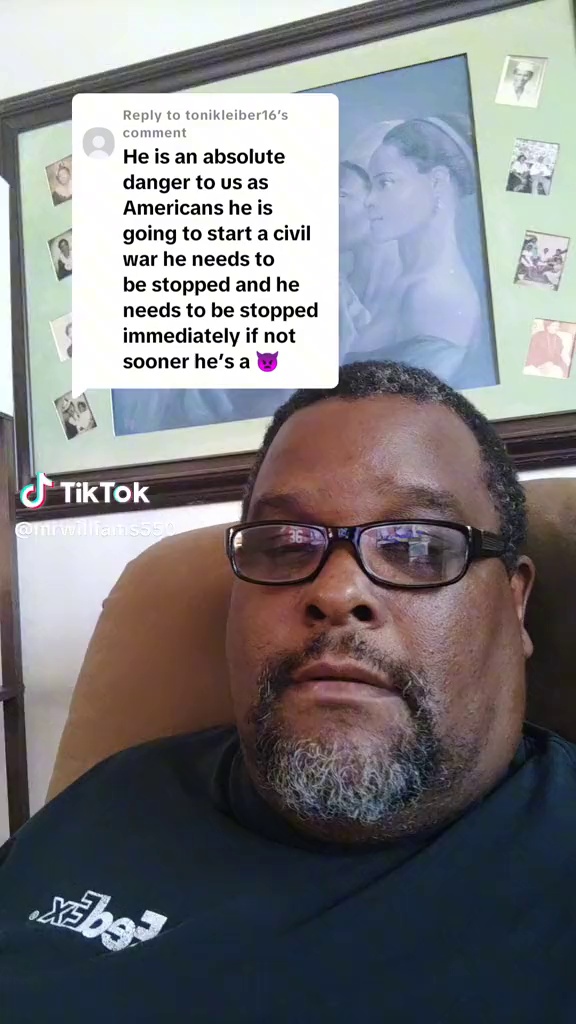 Reply to tonikleiber16's
comment
He is an absolute
danger to us as
Americans he is
going to start a civil
war he needs to
be stopped and he
needs to be stopped
immediately if not
sooner he's a 👿
TikTok
@mrwilliams550
36
FedEx.